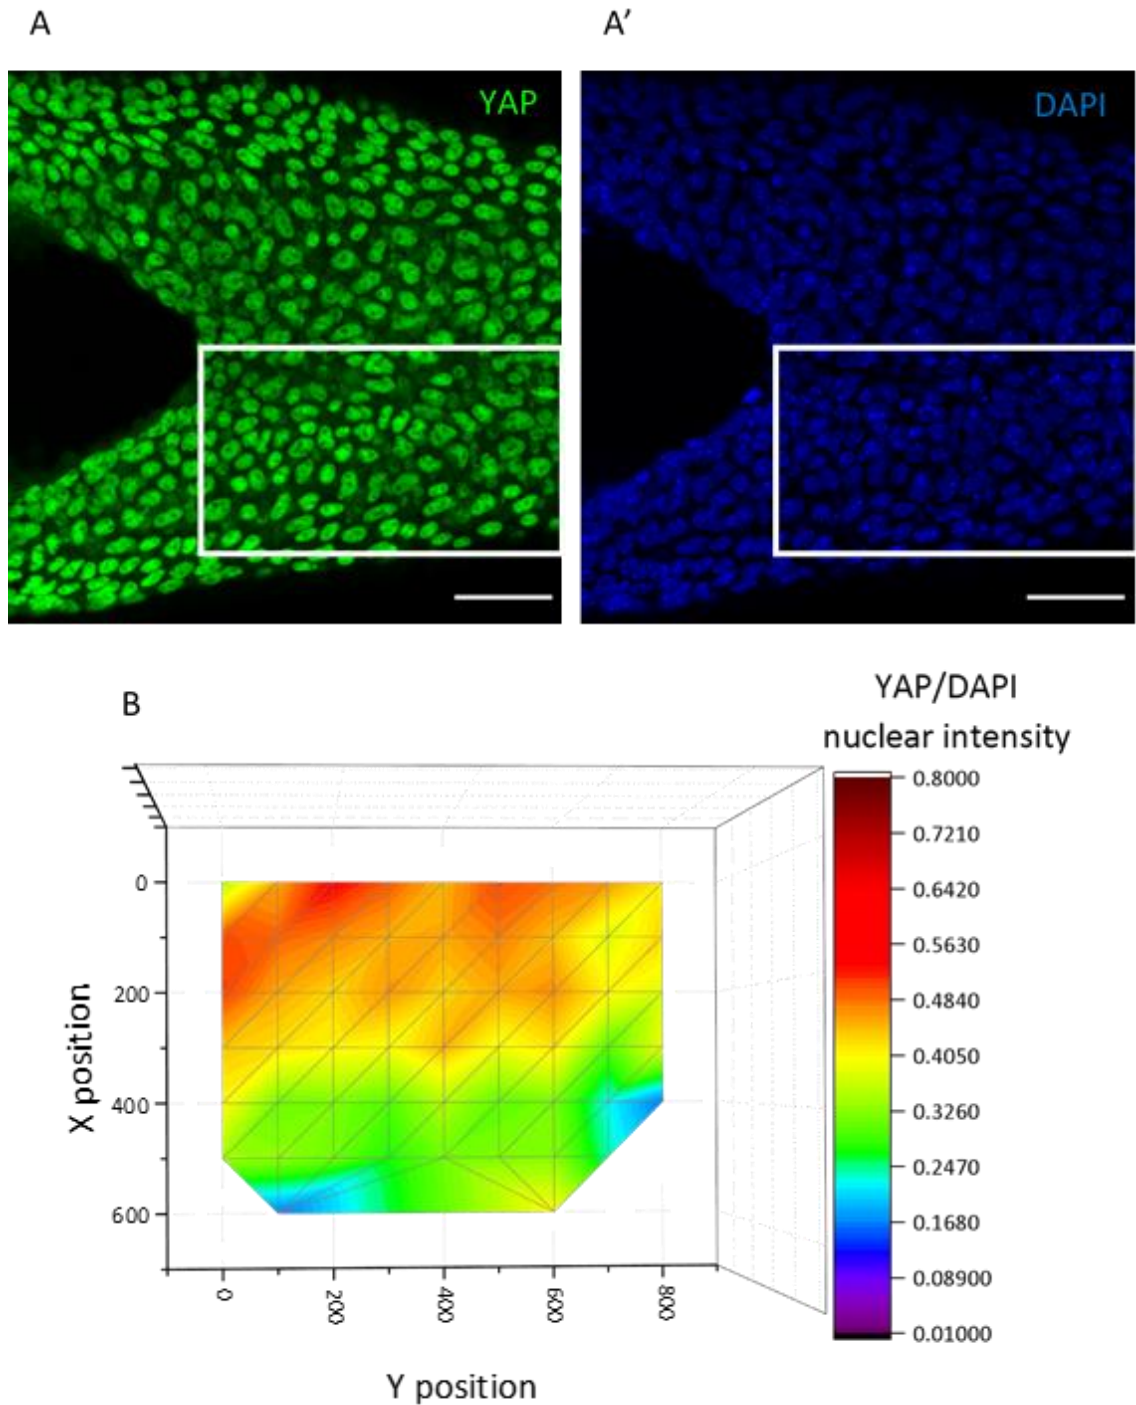 A
A’
YAP
DAPI
B
YAP/DAPI
nuclear intensity
0.8000
0.7210
0.6420
0.5630
0.4840
0.4050
0.3260
0.2470
0.1680
0.08900
0.01000
X position
0
200
400
600
0
200
400
600
800
Y position